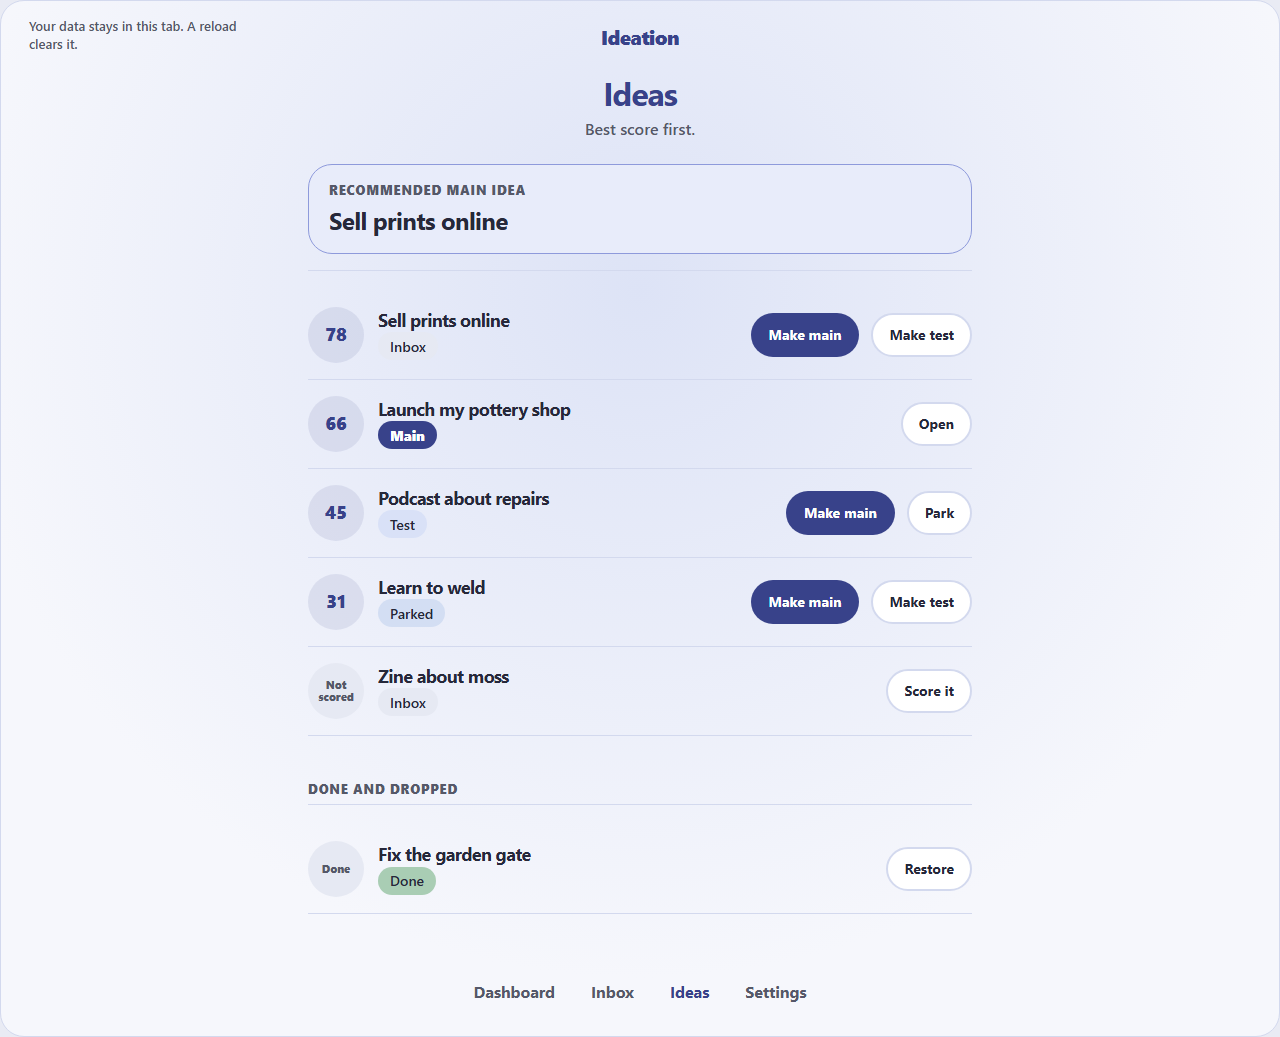 Your data stays in this tab. A reload
clears it.
Ideation
Ideas
Best score first.
RECOMMENDED MAIN IDEA
Sell prints online
78
Sell prints online
Inbox
Make main
Make test
66
Launch my pottery shop
Main
Open
45
Podcast about repairs
Test
Make main
Park
31
Learn to weld
Parked
Make main
Make test
Not
scored
Zine about moss
Inbox
Score it
DONE AND DROPPED
Done
Fix the garden gate
Done
Restore
Dashboard
Inbox
Ideas
Settings